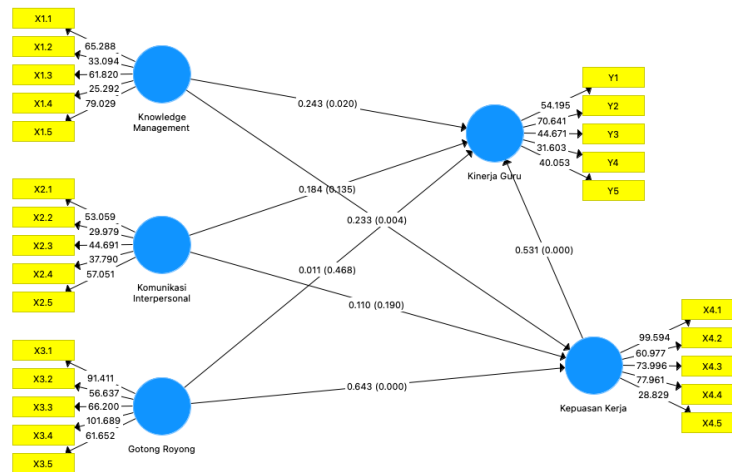 X1.1
65.288
X1.2
33.094
X1.3
61.820
X1.4
25.292
X1.5
79.029
Knowledge
Management
X2.1
53.059
X2.2
29.979
X2.3
44.691
X2.4
37.790
X2.5
57.051
Komunikasi
Interpersonal
X3.1
91.411
X3.2
56.637
X3.3
66.200
X3.4
101.689
X3.5
61.652
Gotong Royong
0.243 (0.020)
0.184 (0.135)
0.233 (0.004)
0.011 (0.468)
0.110 (0.190)
0.643 (0.000)
0.531 (0.000)
Kinerja Guru
Y1
54.195
Y2
70.641
Y3
44.671
Y4
31.603
Y5
40.053
Kepuasan Kerja
X4.1
99.594
X4.2
60.977
X4.3
73.996
X4.4
77.961
X4.5
28.829